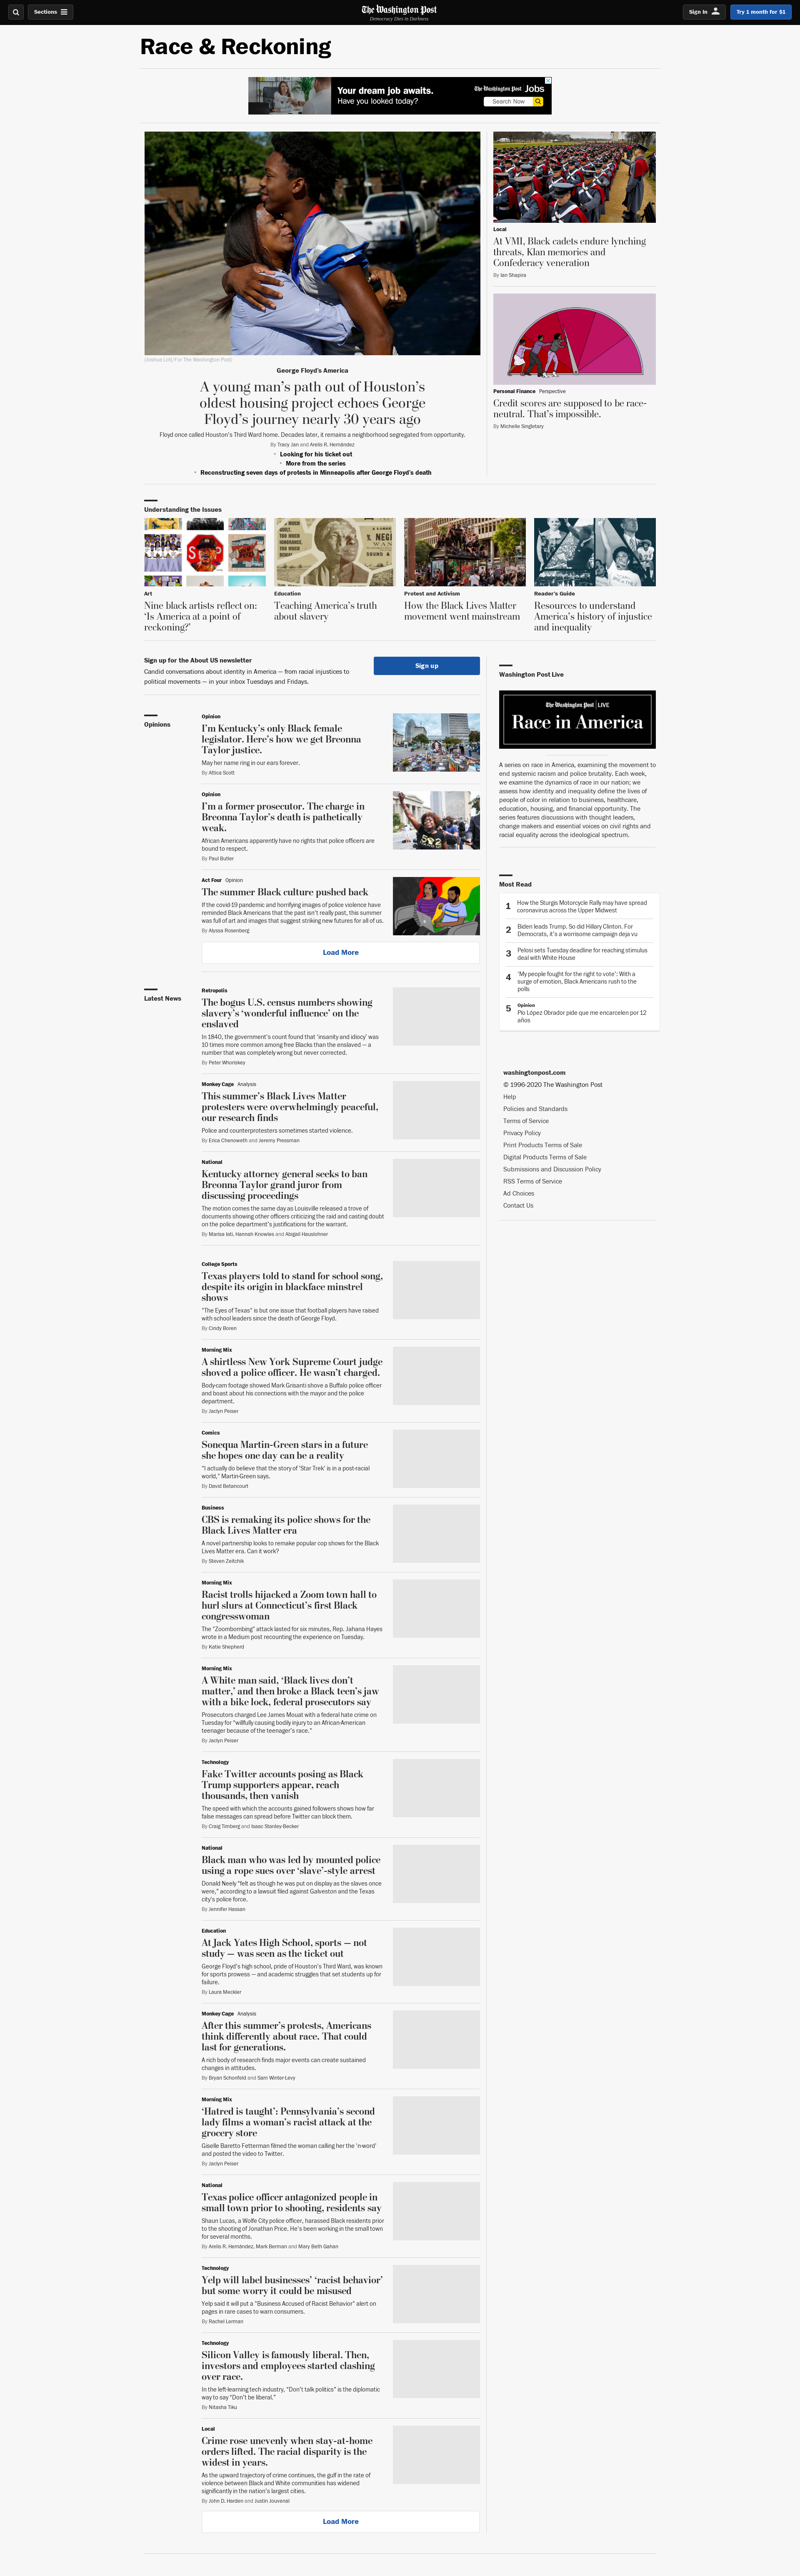 Sections
The Washington Post
Democracy Dies in Darkness
Sign In
Try 1 month for $1
Race & Reckoning
Your dream job awaits.
Have you looked today?
The Washington Post Jobs
Search Now
(Joshua Lott/For The Washington Post)
George Floyd's America
A young man's path out of Houston's
oldest housing project echoes George
Floyd's journey nearly 30 years ago
Floyd once called Houston's Third Ward home. Decades later, it remains a neighborhood segregated from opportunity.
By Tracy Jan and Arelis R. Hernández
Looking for his ticket out
More from the series
Reconstructing seven days of protests in Minneapolis after George Floyd's death
Local
At VMI, Black cadets endure lynching
threats, Klan memories and
Confederacy veneration
By Ian Shapira
Personal Finance Perspective
Credit scores are supposed to be race-
neutral. That's impossible.
By Michelle Singletary
Understanding the Issues
Art
Nine black artists reflect on:
'Is America at a point of
reckoning?'
Education
Teaching America's truth
about slavery
Protest and Activism
How the Black Lives Matter
movement went mainstream
Reader's Guide
Resources to understand
America's history of injustice
and inequality
Sign up for the About US newsletter
Candid conversations about identity in America — from racial injustices to
political movements — in your inbox Tuesdays and Fridays.
Sign up
Opinions
Opinion
I'm Kentucky's only Black female
legislator. Here's how we get Breonna
Taylor justice.
May her name ring in our ears forever.
By Attica Scott
Opinion
I'm a former prosecutor. The charge in
Breonna Taylor's death is pathetically
weak.
African Americans apparently have no rights that police officers are
bound to respect.
By Paul Butler
Act Four Opinion
The summer Black culture pushed back
If the covid-19 pandemic and horrifying images of police violence have
reminded Black Americans that the past isn't really past, this summer
was full of art and images that suggest striking new futures for all of us.
By Alyssa Rosenberg
Load More
Latest News
Retropolis
The bogus U.S. census numbers showing
slavery's 'wonderful influence' on the
enslaved
In 1840, the government's count found that 'insanity and idiocy' was
10 times more common among free Blacks than the enslaved — a
number that was completely wrong but never corrected.
By Peter Whoriskey
Monkey Cage Analysis
This summer's Black Lives Matter
protesters were overwhelmingly peaceful,
our research finds
Police and counterprotesters sometimes started violence.
By Erica Chenoweth and Jeremy Pressman
National
Kentucky attorney general seeks to ban
Breonna Taylor grand juror from
discussing proceedings
The motion comes the same day as Louisville released a trove of
documents showing other officers criticizing the raid and casting doubt
on the police department's justifications for the warrant.
By Marisa Iati, Hannah Knowles and Abigail Hauslohner
College Sports
Texas players told to stand for school song,
despite its origin in blackface minstrel
shows
"The Eyes of Texas" is but one issue that football players have raised
with school leaders since the death of George Floyd.
By Cindy Boren
Morning Mix
A shirtless New York Supreme Court judge
shoved a police officer. He wasn't charged.
Body-cam footage showed Mark Grisanti shove a Buffalo police officer
and boast about his connections with the mayor and the police
department.
By Jaclyn Peiser
Comics
Sonequa Martin-Green stars in a future
she hopes one day can be a reality
"I actually do believe that the story of 'Star Trek' is in a post-racial
world," Martin-Green says.
By David Betancourt
Business
CBS is remaking its police shows for the
Black Lives Matter era
A novel partnership looks to remake popular cop shows for the Black
Lives Matter era. Can it work?
By Steven Zeitchik
Morning Mix
Racist trolls hijacked a Zoom town hall to
hurl slurs at Connecticut's first Black
congresswoman
The "Zoombombing" attack lasted for six minutes, Rep. Jahana Hayes
wrote in a Medium post recounting the experience on Tuesday.
By Katie Shepherd
Morning Mix
A White man said, 'Black lives don't
matter,' and then broke a Black teen's jaw
with a bike lock, federal prosecutors say
Prosecutors charged Lee James Mouat with a federal hate crime on
Tuesday for "willfully causing bodily injury to an African-American
teenager because of the teenager's race."
By Jaclyn Peiser
Technology
Fake Twitter accounts posing as Black
Trump supporters appear, reach
thousands, then vanish
The speed with which the accounts gained followers shows how far
false messages can spread before Twitter can block them.
By Craig Timberg and Isaac Stanley-Becker
National
Black man who was led by mounted police
using a rope sues over 'slave'-style arrest
Donald Neely "felt as though he was put on display as the slaves once
were," according to a lawsuit filed against Galveston and the Texas
city's police force.
By Jennifer Hassan
Education
At Jack Yates High School, sports — not
study — was seen as the ticket out
George Floyd's high school, pride of Houston's Third Ward, was known
for sports prowess — and academic struggles that set students up for
failure.
By Laura Meckler
Monkey Cage Analysis
After this summer's protests, Americans
think differently about race. That could
last for generations.
A rich body of research finds major events can create sustained
changes in attitudes.
By Bryan Schonfeld and Sam Winter-Levy
Morning Mix
'Hatred is taught': Pennsylvania's second
lady films a woman's racist attack at the
grocery store
Giselle Baretto Fetterman filmed the woman calling her the 'n-word'
and posted the video to Twitter.
By Jaclyn Peiser
National
Texas police officer antagonized people in
small town prior to shooting, residents say
Shaun Lucas, a Wolfe City police officer, harassed Black residents prior
to the shooting of Jonathan Price. He's been working in the small town
for several months.
By Arelis R. Hernández, Mark Berman and Mary Beth Gahan
Technology
Yelp will label businesses' 'racist behavior'
but some worry it could be misused
Yelp said it will put a "Business Accused of Racist Behavior" alert on
pages in rare cases to warn consumers.
By Rachel Lerman
Technology
Silicon Valley is famously liberal. Then,
investors and employees started clashing
over race.
In the left-learning tech industry, "Don't talk politics" is the diplomatic
way to say "Don't be liberal."
By Nitasha Tiku
Local
Crime rose unevenly when stay-at-home
orders lifted. The racial disparity is the
widest in years.
As the upward trajectory of crime continues, the gulf in the rate of
violence between Black and White communities has widened
significantly in the nation's largest cities.
By John D. Harden and Justin Jouvenal
Load More
Washington Post Live
The Washington Post LIVE
Race in America
A series on race in America, examining the movement to
end systemic racism and police brutality. Each week,
we examine the dynamics of race in our nation; we
assess how identity and inequality define the lives of
people of color in relation to business, healthcare,
education, housing, and financial opportunity. The
series features discussions with thought leaders,
change makers and essential voices on civil rights and
racial equality across the ideological spectrum.
Most Read
1 How the Sturgis Motorcycle Rally may have spread
coronavirus across the Upper Midwest
2 Biden leads Trump. So did Hillary Clinton. For
Democrats, it's a worrisome campaign deja vu
3 Pelosi sets Tuesday deadline for reaching stimulus
deal with White House
4 'My people fought for the right to vote': With a
surge of emotion, Black Americans rush to the
polls
5 Opinion
Pío López Obrador pide que me encarcelen por 12
años
washingtonpost.com
© 1996-2020 The Washington Post
Help
Policies and Standards
Terms of Service
Privacy Policy
Print Products Terms of Sale
Digital Products Terms of Sale
Submissions and Discussion Policy
RSS Terms of Service
Ad Choices
Contact Us